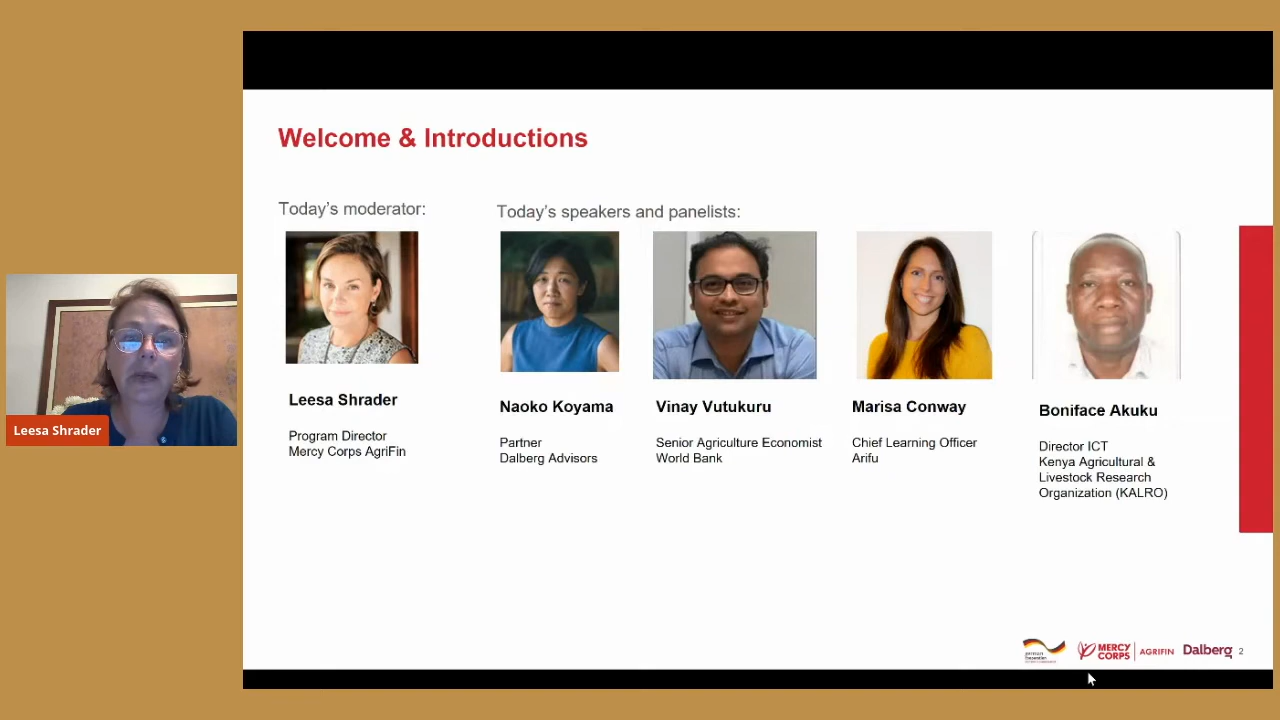 Welcome & Introductions
Today's moderator:
Today's speakers and panelists:
Leesa Shrader
Program Director
Mercy Corps AgriFin
Naoko Koyama
Partner
Dalberg Advisors
Vinay Vutukuru
Senior Agriculture Economist
World Bank
Marisa Conway
Chief Learning Officer
Arifu
Boniface Akuku
Director ICT
Kenya Agricultural &
Livestock Research
Organization (KALRO)
Leesa Shrader
MERCY
CORPS
AGRIFIN
Dalberg
2